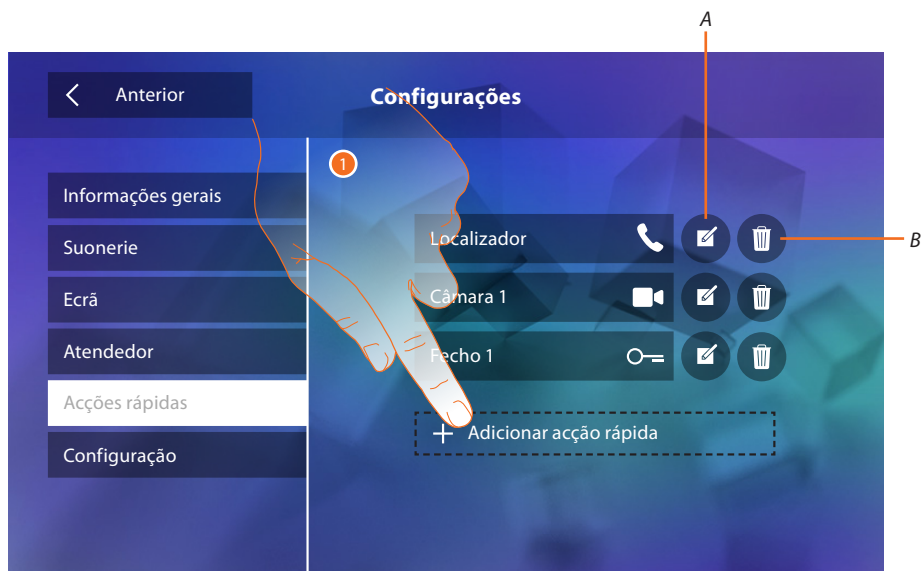 A
Anterior
Configurações
1
Informações gerais
Suonerie
Ecrã
Atendedor
Acções rápidas
Configuração
Localizador
B
Câmara 1
Fecho 1
+ Adicionar acção rápida